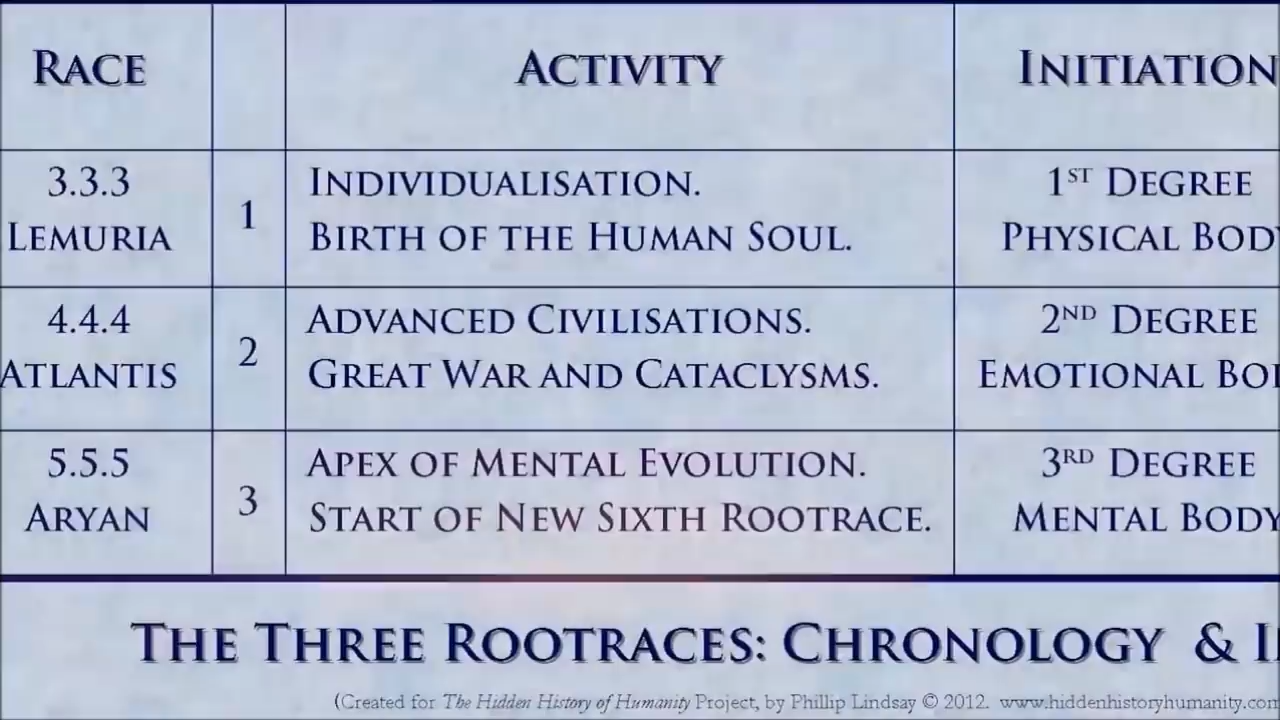 RACE ACTIVITY INITIATION
3.3.3 1 INDIVIDUALISATION. 1ST DEGREE
LEMURIA BIRTH OF THE HUMAN SOUL. PHYSICAL BODY
4.4.4 2 ADVANCED CIVILISATIONS. 2ND DEGREE
ATLANTIS GREAT WAR AND CATACLYSMS. EMOTIONAL BO
5.5.5 3 APEX OF MENTAL EVOLUTION. 3RD DEGREE
ARYAN START OF NEW SIXTH ROOTRACE. MENTAL BODY
THE THREE ROOTRACES: CHRONOLOGY & I
(Created for The Hidden History of Humanity Project, by Phillip Lindsay © 2012. www.hiddenhistoryhumanity.com